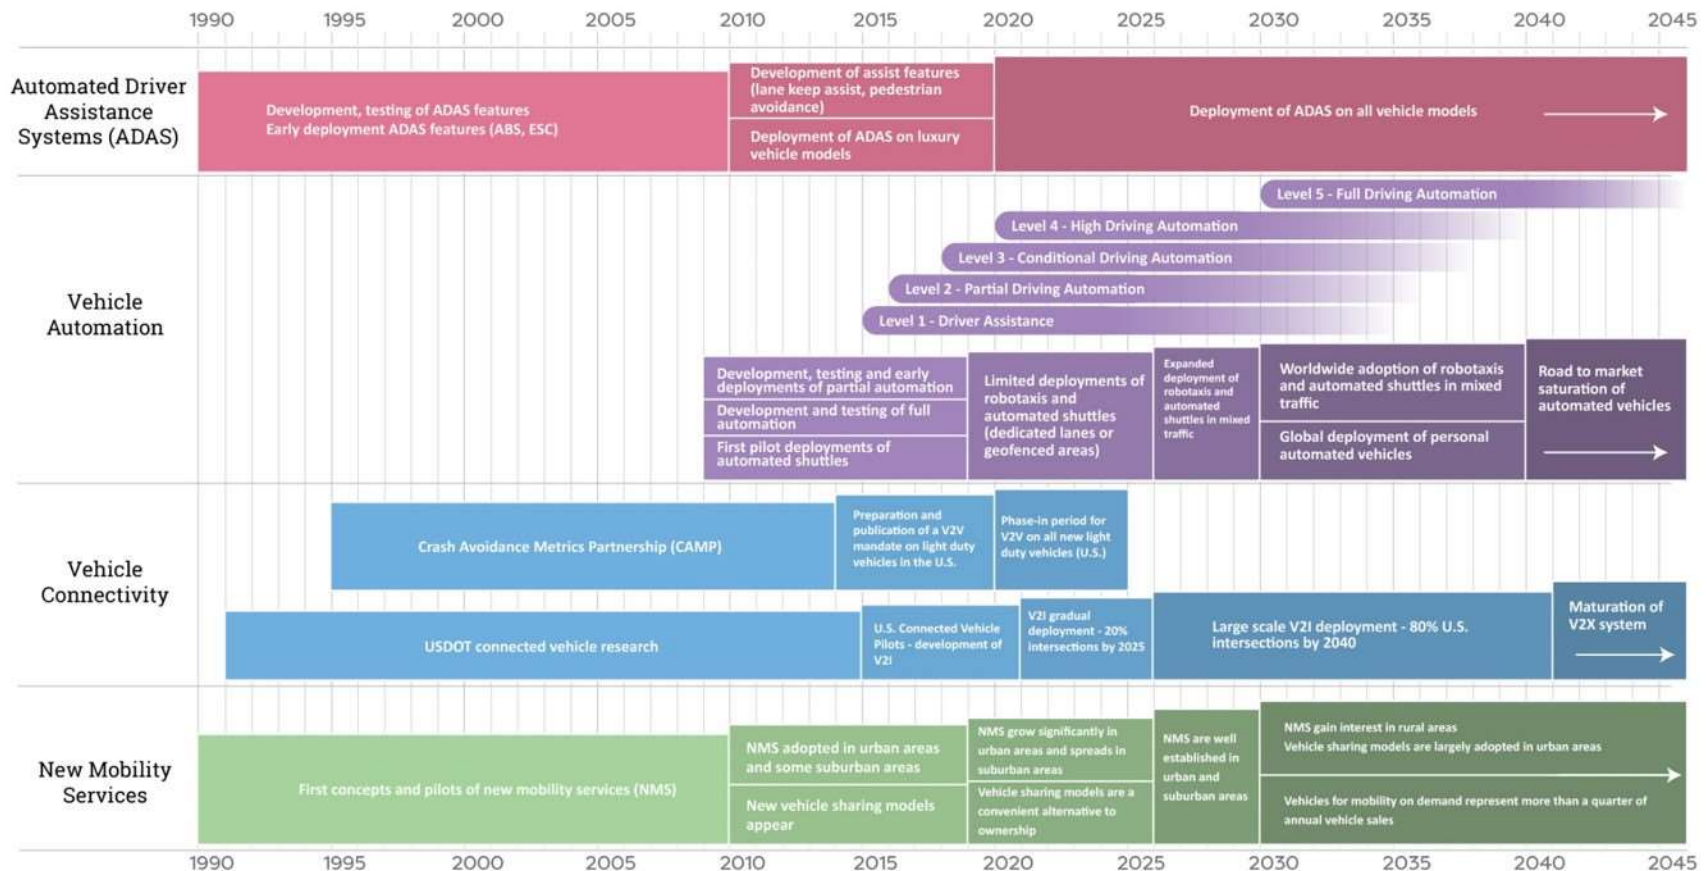 1990 1995 2000 2005 2010 2015 2020 2025 2030 2035 2040 2045
Automated Driver
Assistance
Systems (ADAS)
Development, testing of ADAS features
Early deployment ADAS features (ABS, ESC)
Development of assist features
(lane keep assist, pedestrian
avoidance)
Deployment of ADAS on luxury
vehicle models
Deployment of ADAS on all vehicle models
Vehicle
Automation
Level 5 - Full Driving Automation
Level 4 - High Driving Automation
Level 3 - Conditional Driving Automation
Level 2 - Partial Driving Automation
Level 1 - Driver Assistance
Development, testing and early
deployments of partial automation
Development and testing of full
automation
First pilot deployments of
automated shuttles
Limited deployments of
robotaxis and
automated shuttles
(dedicated lanes or
geofenced areas)
Expanded
deployment of
robotaxis and
automated
shuttles in mixed
traffic
Worldwide adoption of robotaxis
and automated shuttles in mixed
traffic
Global deployment of personal
automated vehicles
Road to market
saturation of
automated vehicles
Vehicle
Connectivity
Crash Avoidance Metrics Partnership (CAMP)
Preparation and
publication of a V2V
mandate on light duty
vehicles in the U.S.
Phase-in period for
V2V on all new light
duty vehicles (U.S.)
USDOT connected vehicle research
U.S. Connected Vehicle
Pilots - development of
V2I
V2I gradual
deployment - 20%
intersections by 2025
Large scale V2I deployment - 80% U.S.
intersections by 2040
Maturation of
V2X system
New Mobility
Services
First concepts and pilots of new mobility services (NMS)
NMS adopted in urban areas
and some suburban areas
New vehicle sharing models
appear
NMS grow significantly in
urban areas and spreads in
suburban areas
Vehicle sharing models are a
convenient alternative to
ownership
NMS are well
established in
urban and
suburban areas
NMS gain interest in rural areas
Vehicle sharing models are largely adopted in urban areas
Vehicles for mobility on demand represent more than a quarter of
annual vehicle sales
1990 1995 2000 2005 2010 2015 2020 2025 2030 2035 2040 2045